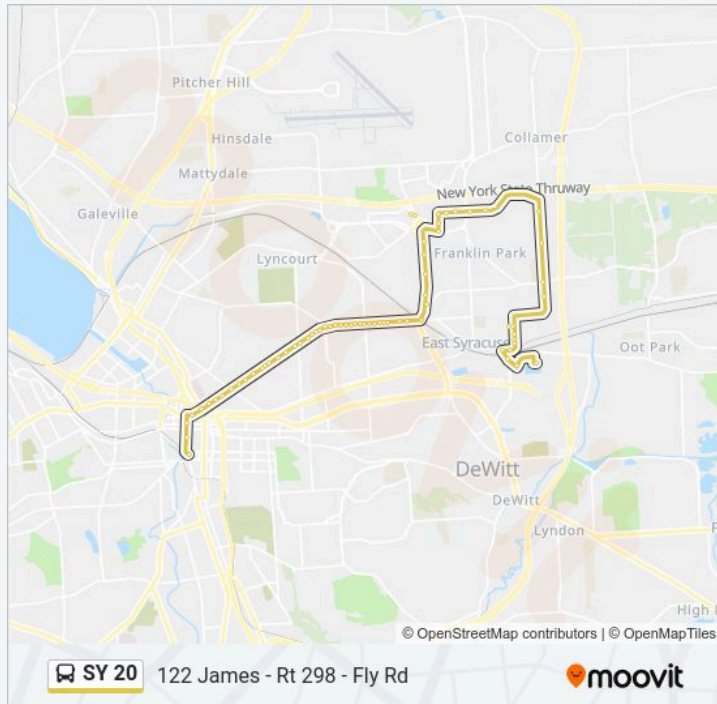 Pitcher Hill
Hinsdale
Collamer
Mattydale
New York State Thruway
Galeville
Lyncourt
Franklin Park
East Syracuse
Oot Park
DeWitt
DeWitt
Lyndon
High
© OpenStreetMap contributors | © OpenMapTiles
SY 20
122 James - Rt 298 - Fly Rd
moovit